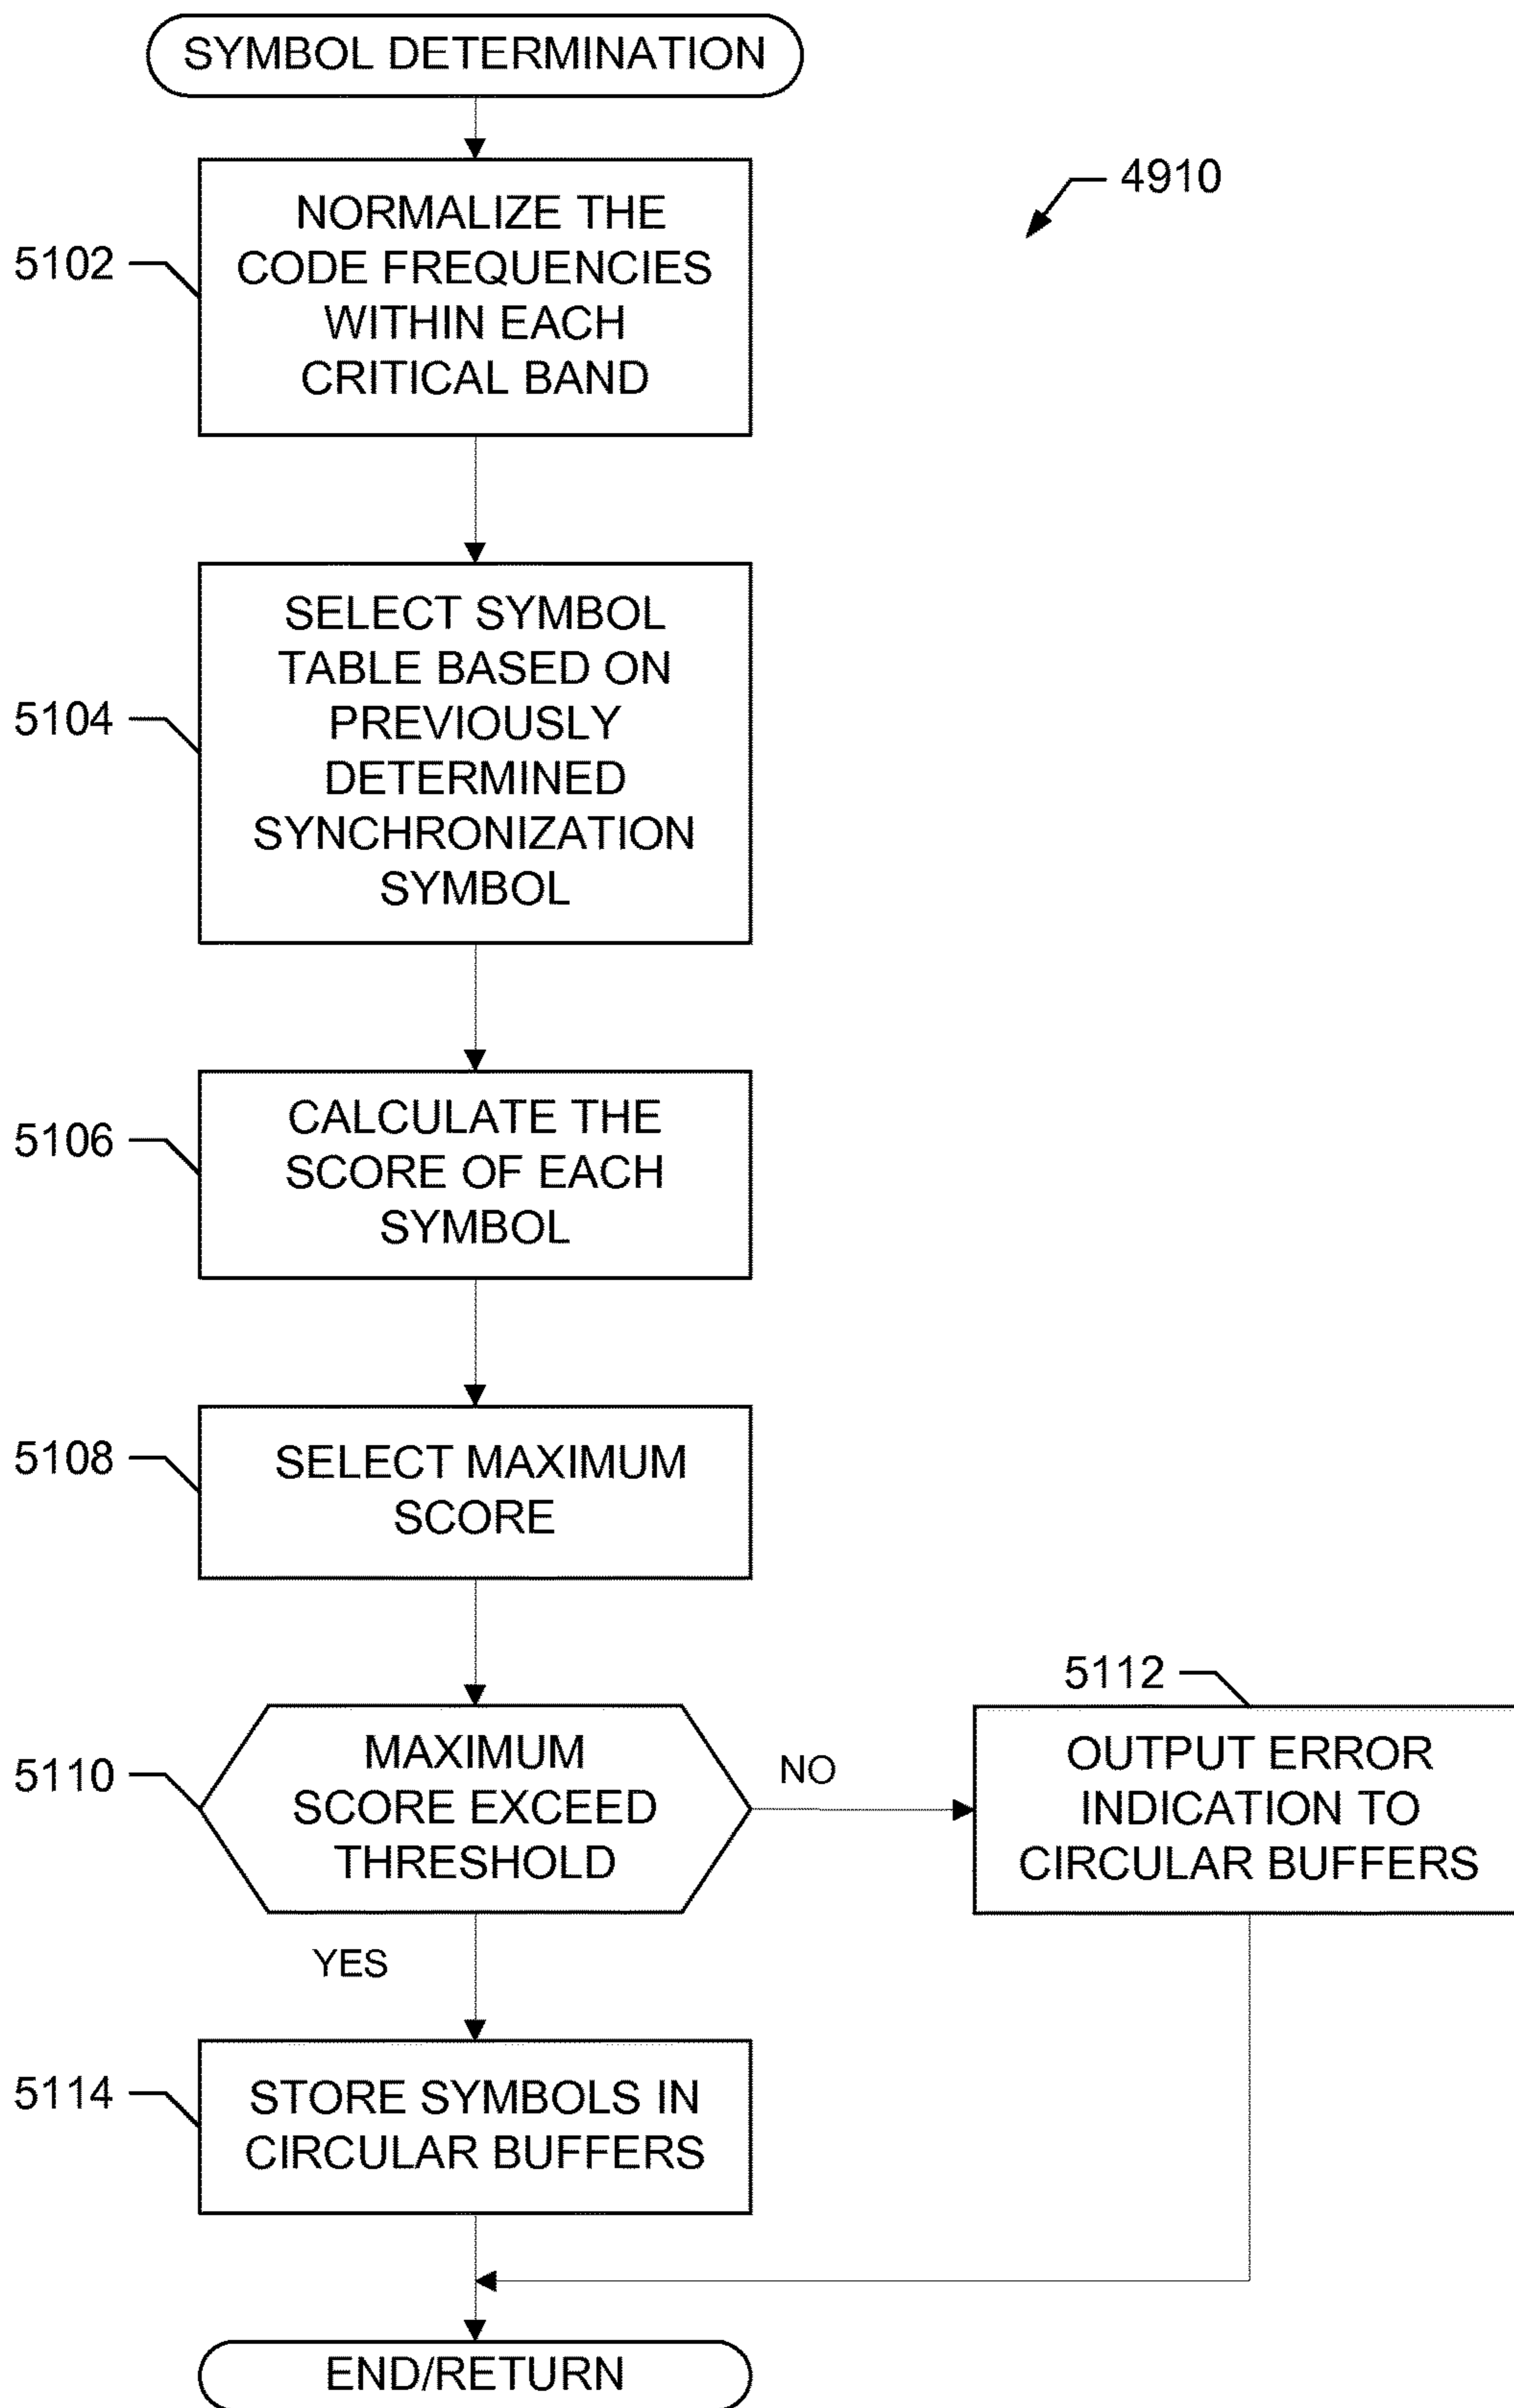 SYMBOL DETERMINATION
4910
5102
NORMALIZE THE
CODE FREQUENCIES
WITHIN EACH
CRITICAL BAND
5104
SELECT SYMBOL
TABLE BASED ON
PREVIOUSLY
DETERMINED
SYNCHRONIZATION
SYMBOL
5106
CALCULATE THE
SCORE OF EACH
SYMBOL
5108
SELECT MAXIMUM
SCORE
5110
MAXIMUM
SCORE EXCEED
THRESHOLD
NO
5112
OUTPUT ERROR
INDICATION TO
CIRCULAR BUFFERS
YES
5114
STORE SYMBOLS IN
CIRCULAR BUFFERS
END/RETURN